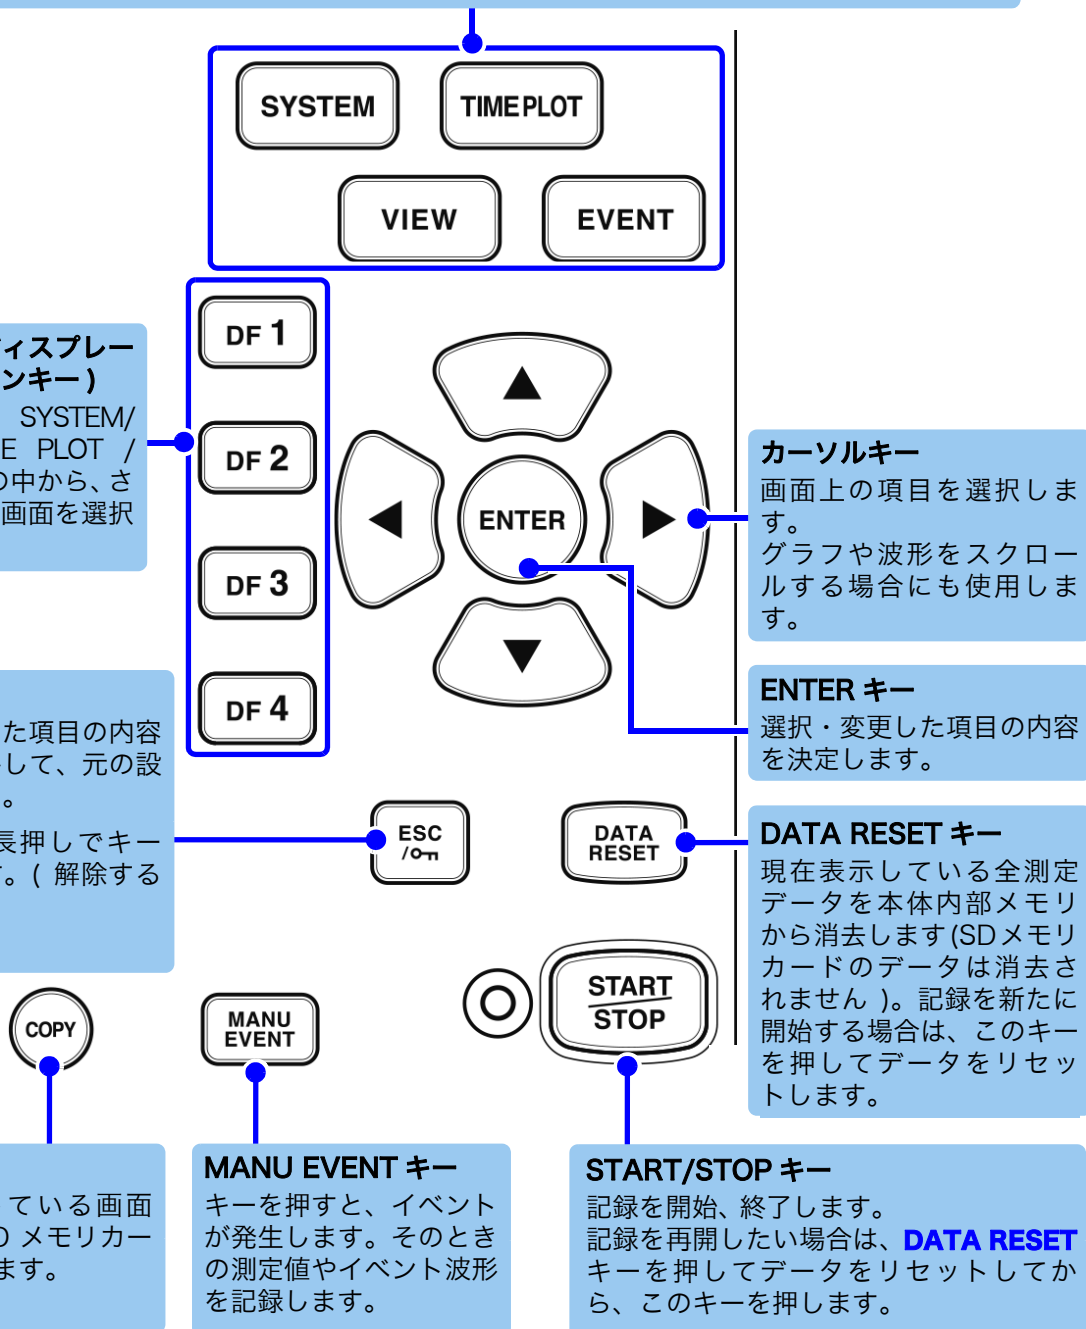 SYSTEM
TIME PLOT
VIEW
EVENT
DF 1
DF 2
DF 3
DF 4
ENTER
ィスプレー
ンキー )
SYSTEM/
E PLOT /
の中から、さ
画面を選択
カーソルキー
画面上の項目を選択しま
す。
グラフや波形をスクロー
ルする場合にも使用しま
す。
ENTER キー
選択・変更した項目の内容
を決定します。
た項目の内容
して、元の設
。
長押しでキー
す。( 解除する
ESC
/
DATA
RESET
DATA RESET キー
現在表示している全測定
データを本体内部メモリ
から消去します(SDメモリ
カードのデータは消去さ
れません )。記録を新たに
開始する場合は、このキー
を押してデータをリセッ
トします。
COPY
MANU
EVENT
START
STOP
ている画面
D メモリカー
ます。
MANU EVENT キー
キーを押すと、イベント
が発生します。そのとき
の測定値やイベント波形
を記録します。
START/STOP キー
記録を開始、終了します。
記録を再開したい場合は、DATA RESET
キーを押してデータをリセットしてか
ら、このキーを押します。